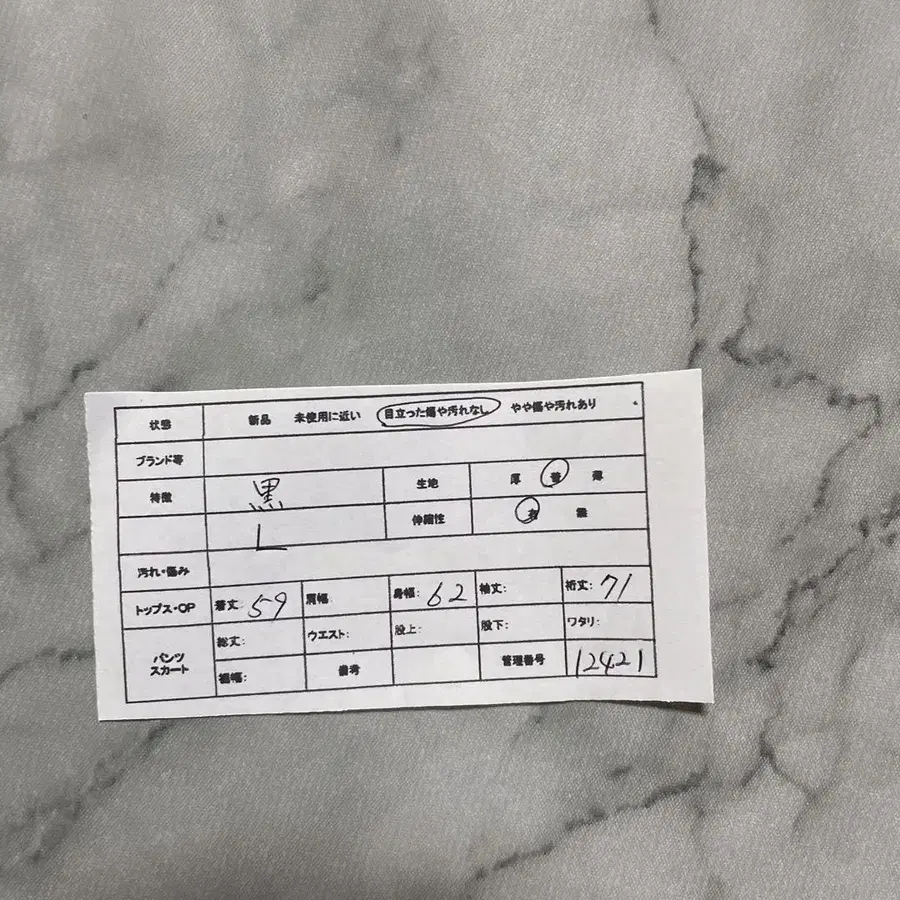 状態 新品 未使用に近い 目立った傷や汚れなし やや傷や汚れあり
ブランド等
特徴 黒 生地 厚 普 薄
L 伸縮性 有 無
汚れ・傷み
トップス・OP 着丈: 59 肩幅: 身幅: 62 袖丈: 裄丈: 71
パンツ スカート 総丈: ウエスト: 股上: 股下: ワタリ:
裾幅: 備考 管理番号 12421